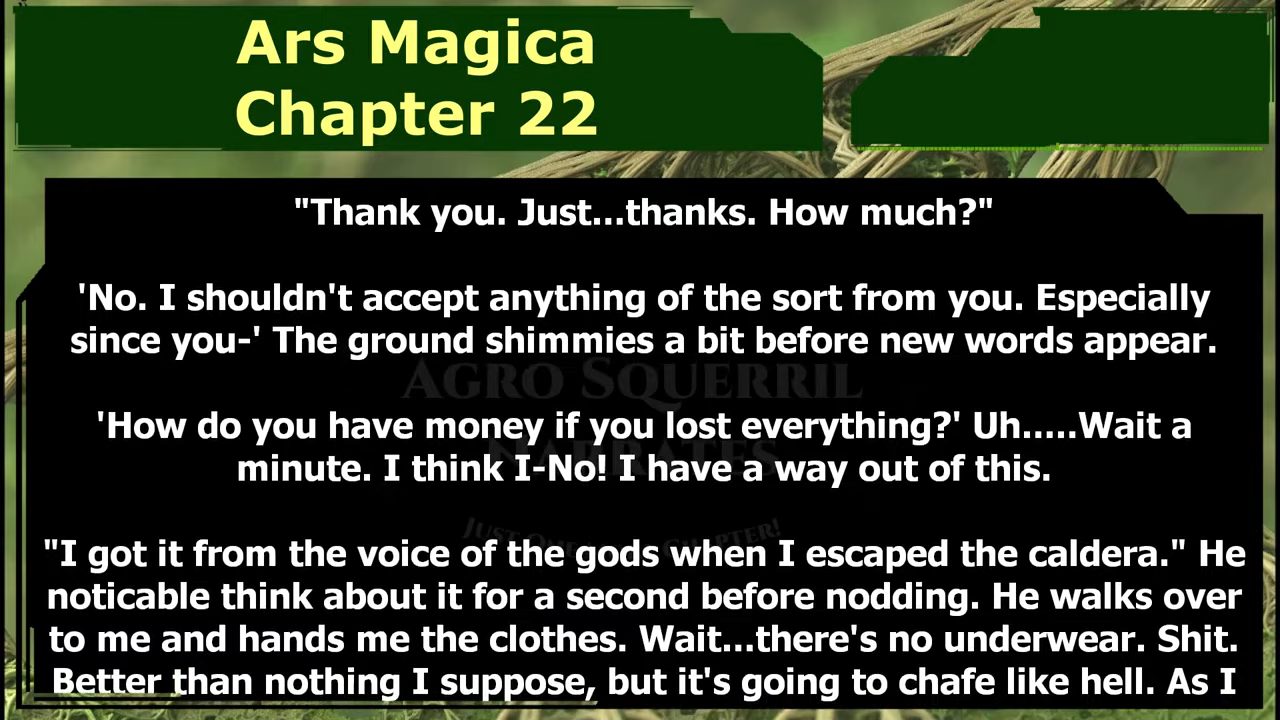 Ars Magica
Chapter 22
"Thank you. Just...thanks. How much?"
'No. I shouldn't accept anything of the sort from you. Especially
since you-' The ground shimmies a bit before new words appear.
AGRO SQUERRIL
NARRATES
'How do you have money if you lost everything?' Uh.....Wait a
minute. I think I-No! I have a way out of this.
JUST ONE MORE CHAPTER!
"I got it from the voice of the gods when I escaped the caldera." He
noticable think about it for a second before nodding. He walks over
to me and hands me the clothes. Wait...there's no underwear. Shit.
Better than nothing I suppose, but it's going to chafe like hell. As I